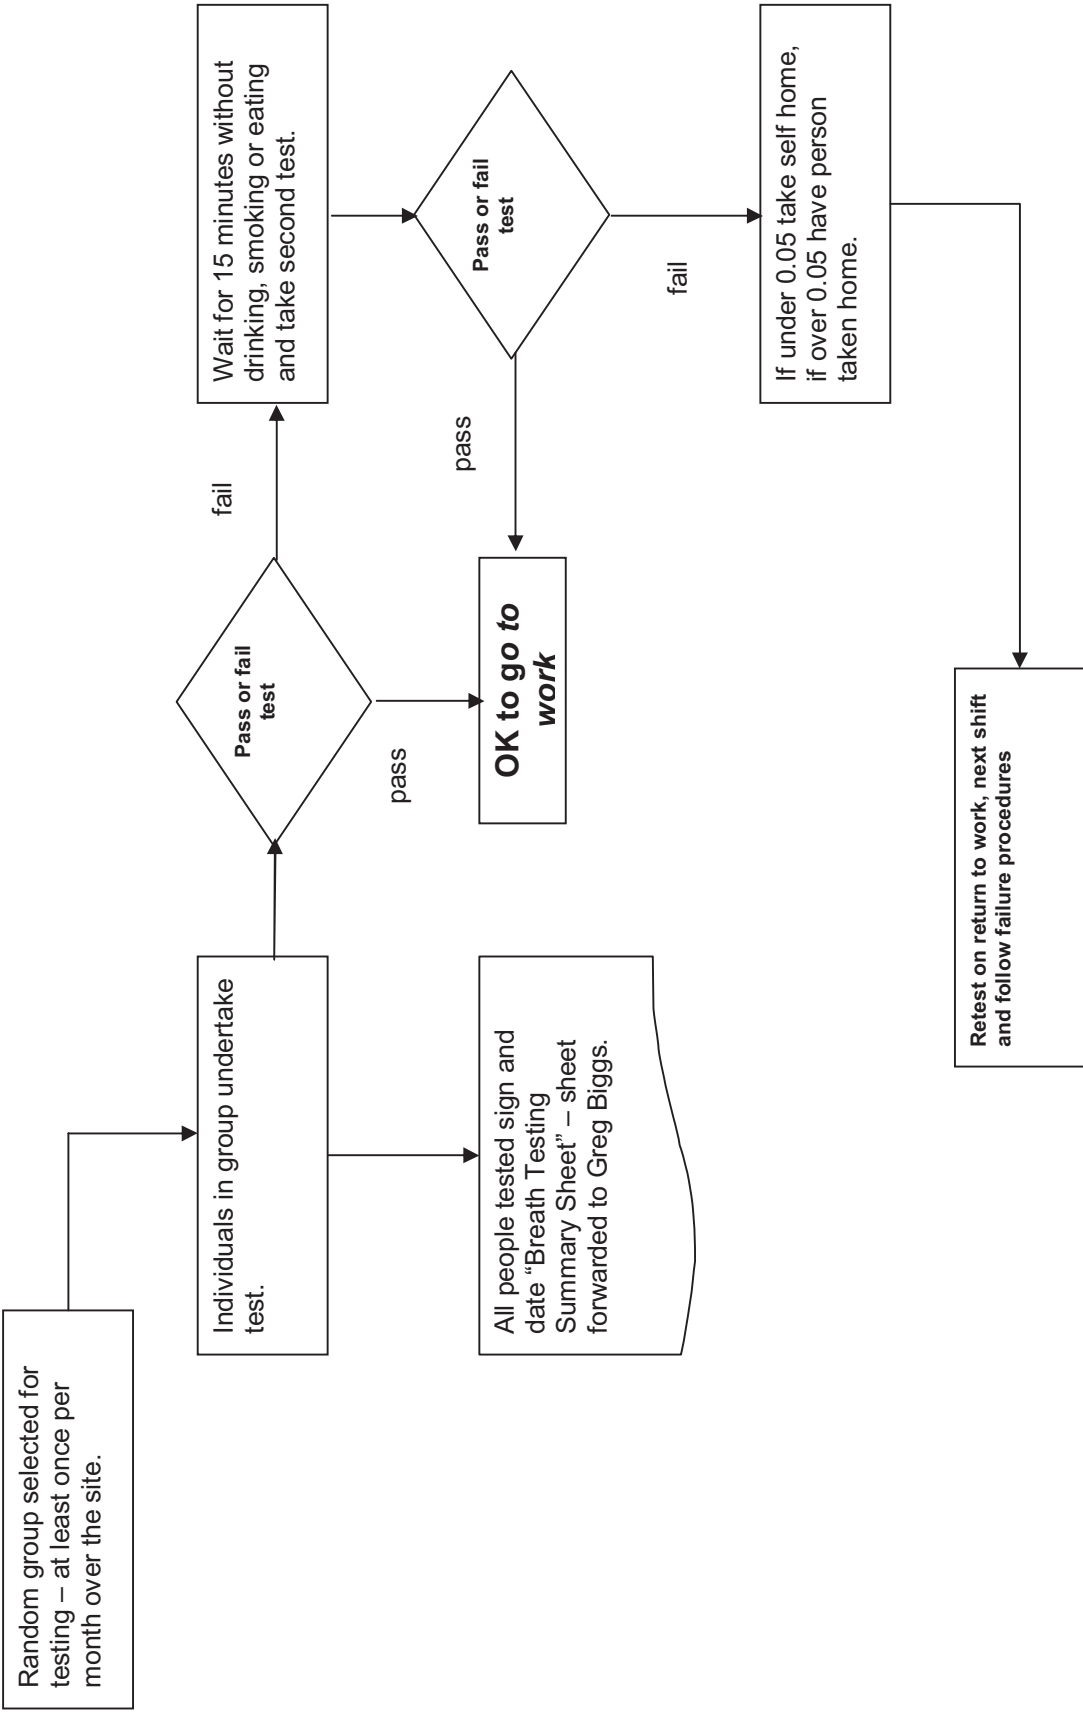 Random group selected for
testing – at least once per
month over the site.
Individuals in group undertake
test.
All people tested sign and
date “Breath Testing
Summary Sheet” – sheet
forwarded to Greg Biggs.
Pass or fail
test
pass
fail
OK to go to
work
Wait for 15 minutes without
drinking, smoking or eating
and take second test.
Pass or fail
test
pass
fail
If under 0.05 take self home,
if over 0.05 have person
taken home.
Retest on return to work, next shift
and follow failure procedures